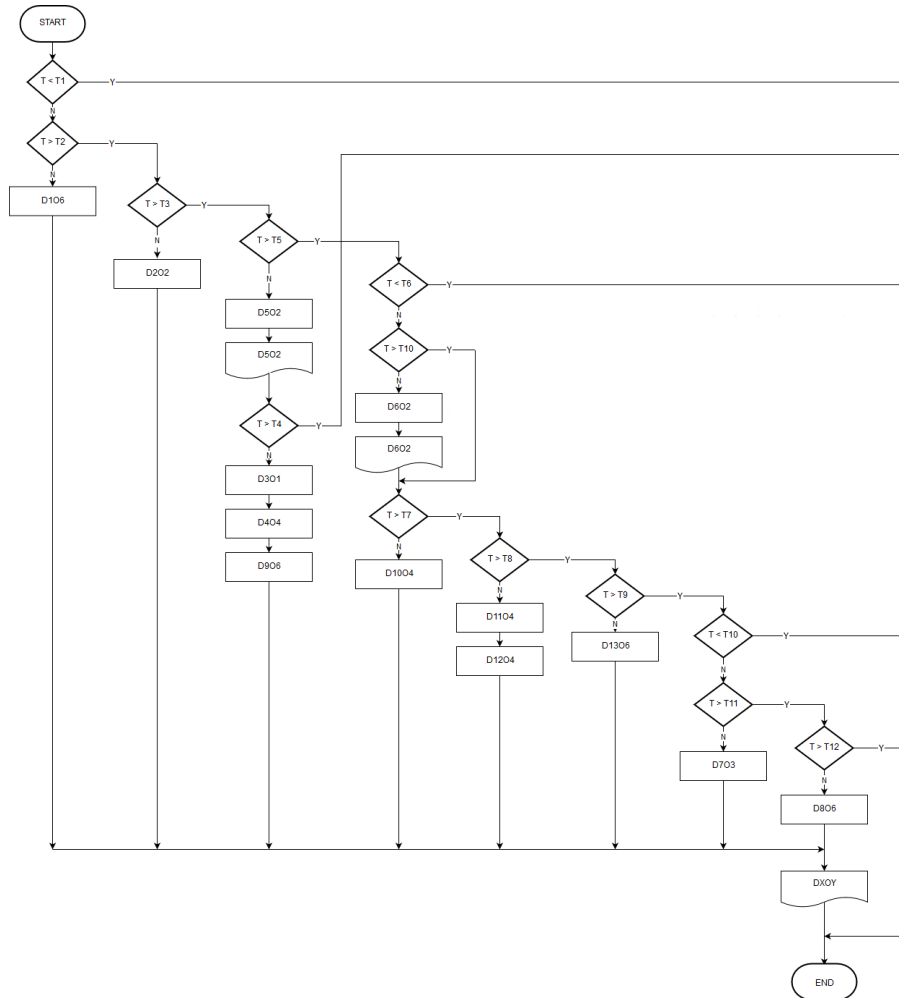 START
T < T1
Y
N
T > T2
Y
N
D1O6
T > T3
Y
N
D2O2
T > T5
Y
N
D5O2
D5O2
T > T4
Y
N
D3O1
D4O4
D9O6
T < T6
Y
N
T > T10
Y
N
D6O2
D6O2
T > T7
Y
N
D10O4
T > T8
Y
N
D11O4
D12O4
T > T9
Y
N
D13O6
T < T10
Y
N
T > T11
Y
N
D7O3
T > T12
Y
N
D8O6
DXOY
END